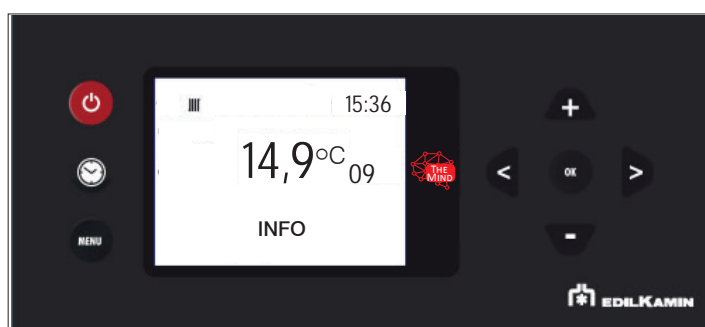 15:36
14,9°C 09
THE
MIND
<
OK
>
+
-
INFO
MENU
EDILKAMIN